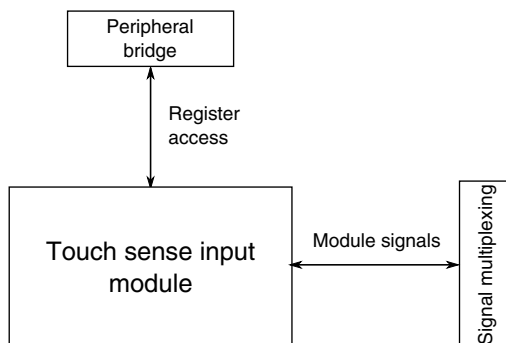 Peripheral
bridge
Register
access
Touch sense input
module
Module signals
Signal multiplexing